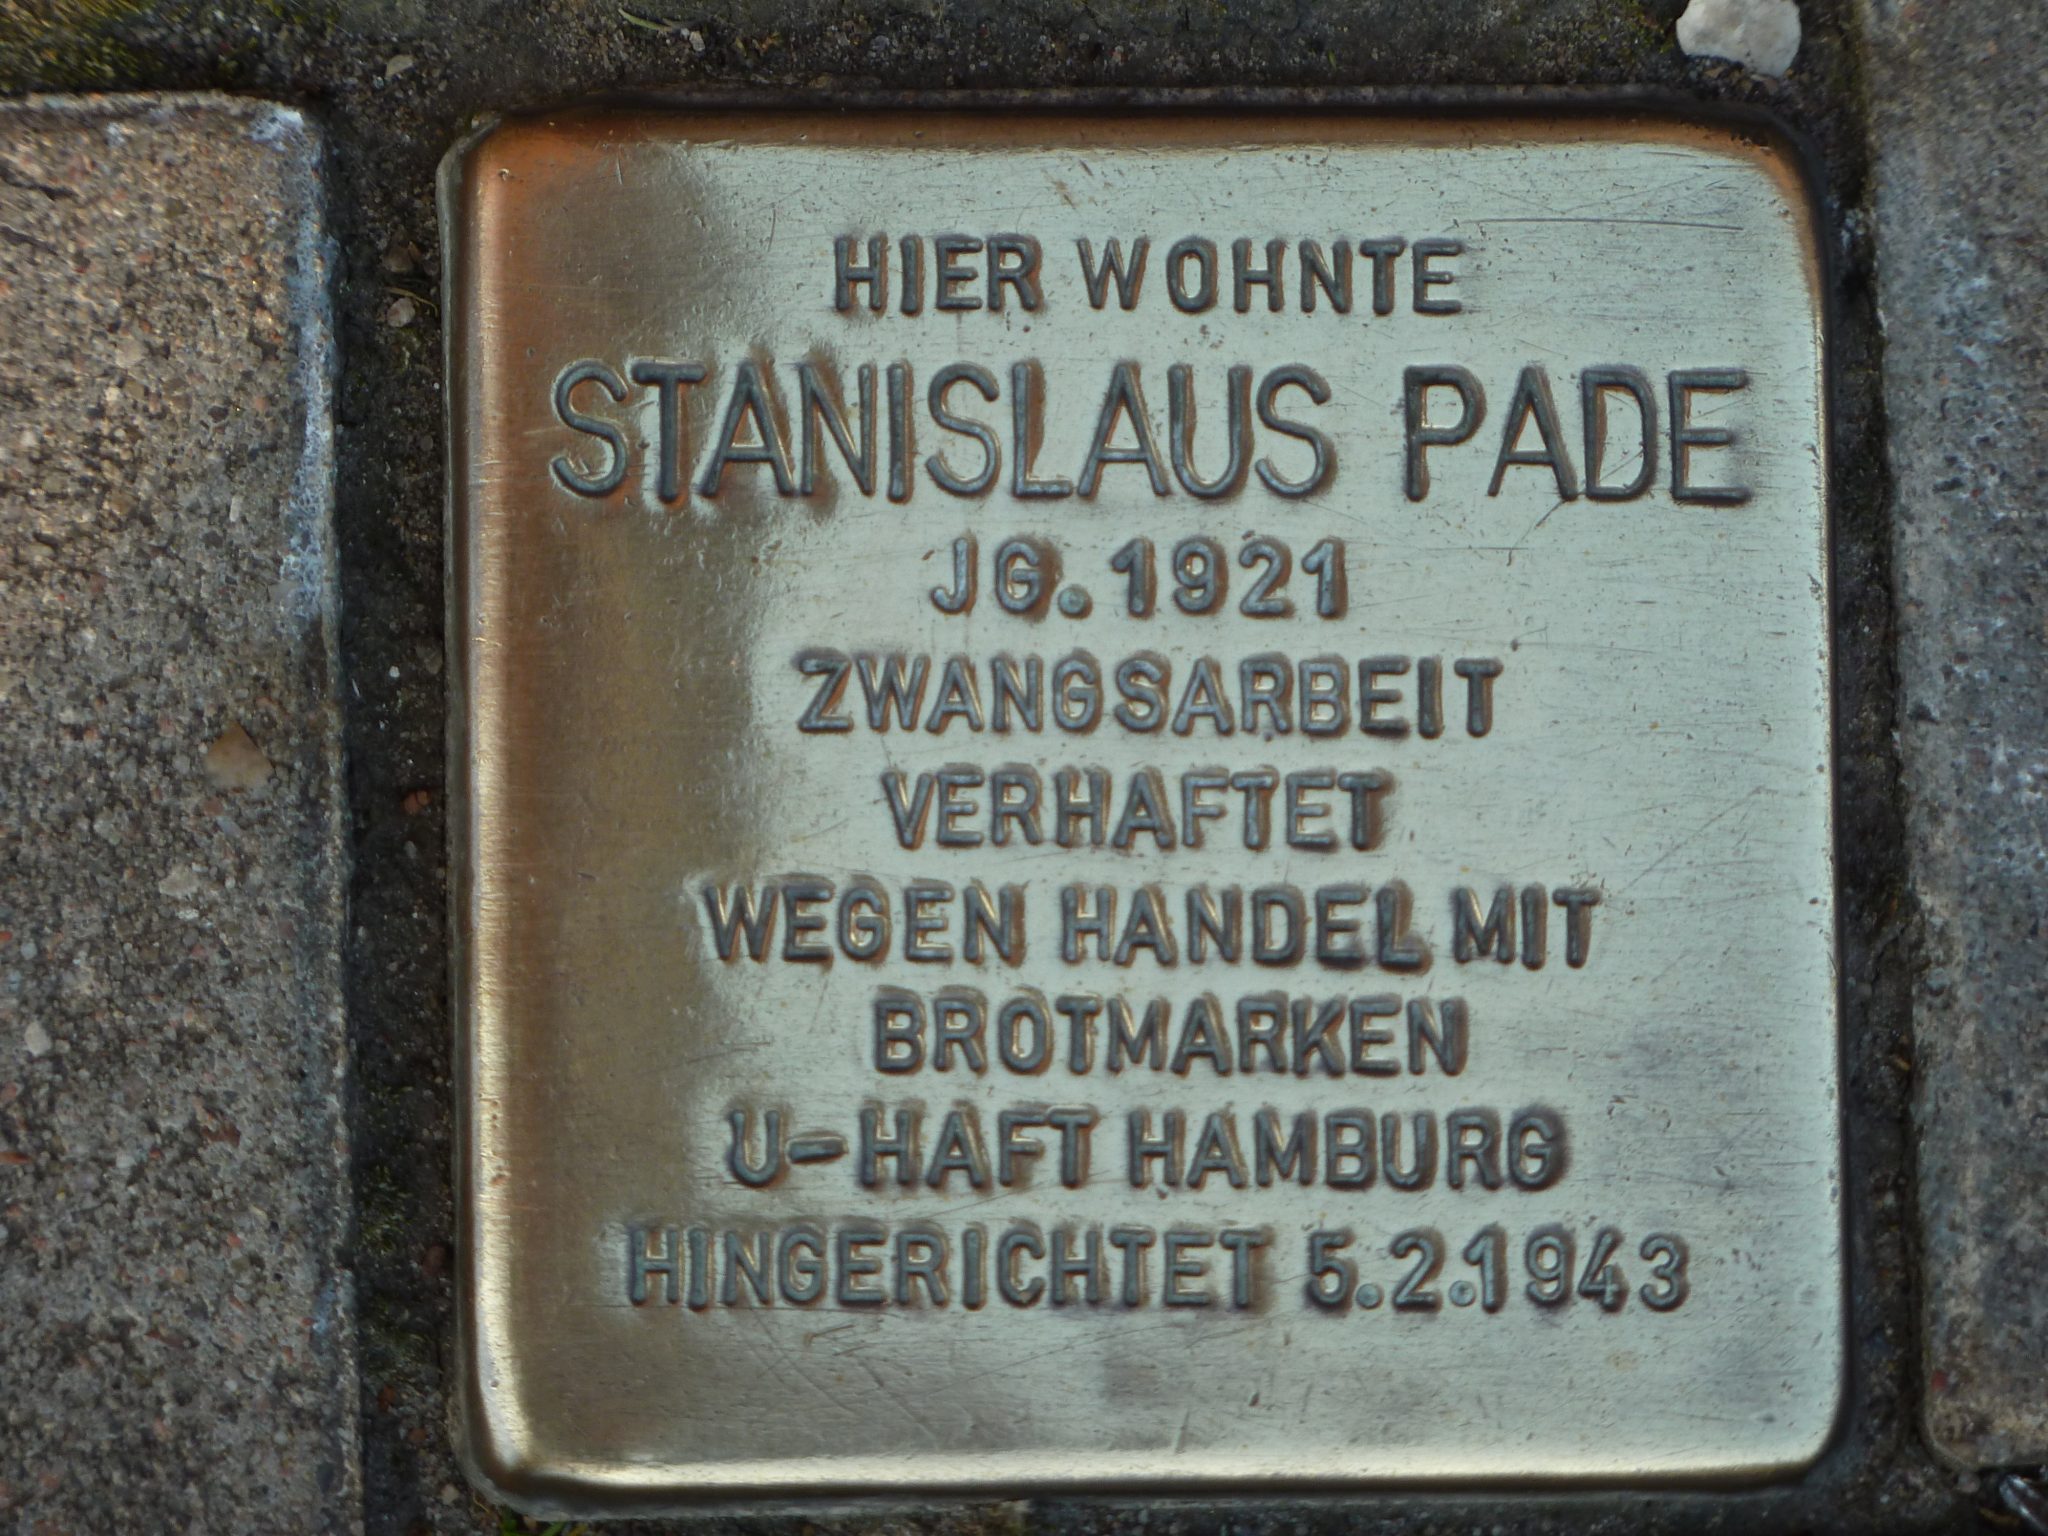 HIER WOHNTE
STANISLAUS PADE
JG. 1921
ZWANGSARBEIT
VERHAFTET
WEGEN HANDEL MIT
BROTMARKEN
U-HAFT HAMBURG
HINGERICHTET 5.2.1943